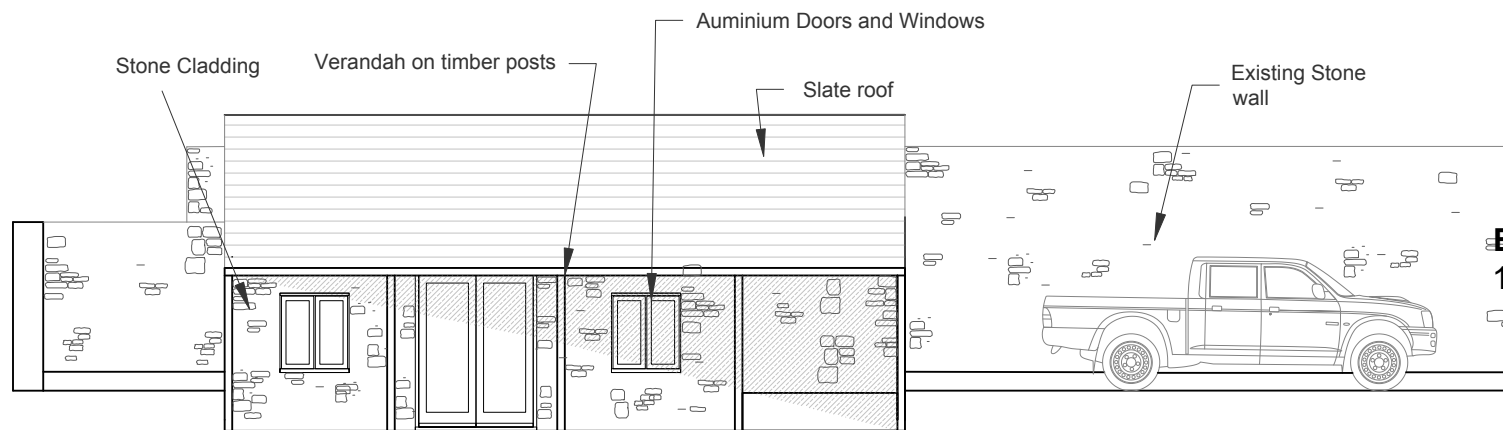 Auminium Doors and Windows
Stone Cladding
Verandah on timber posts
Slate roof
Existing Stone
wall